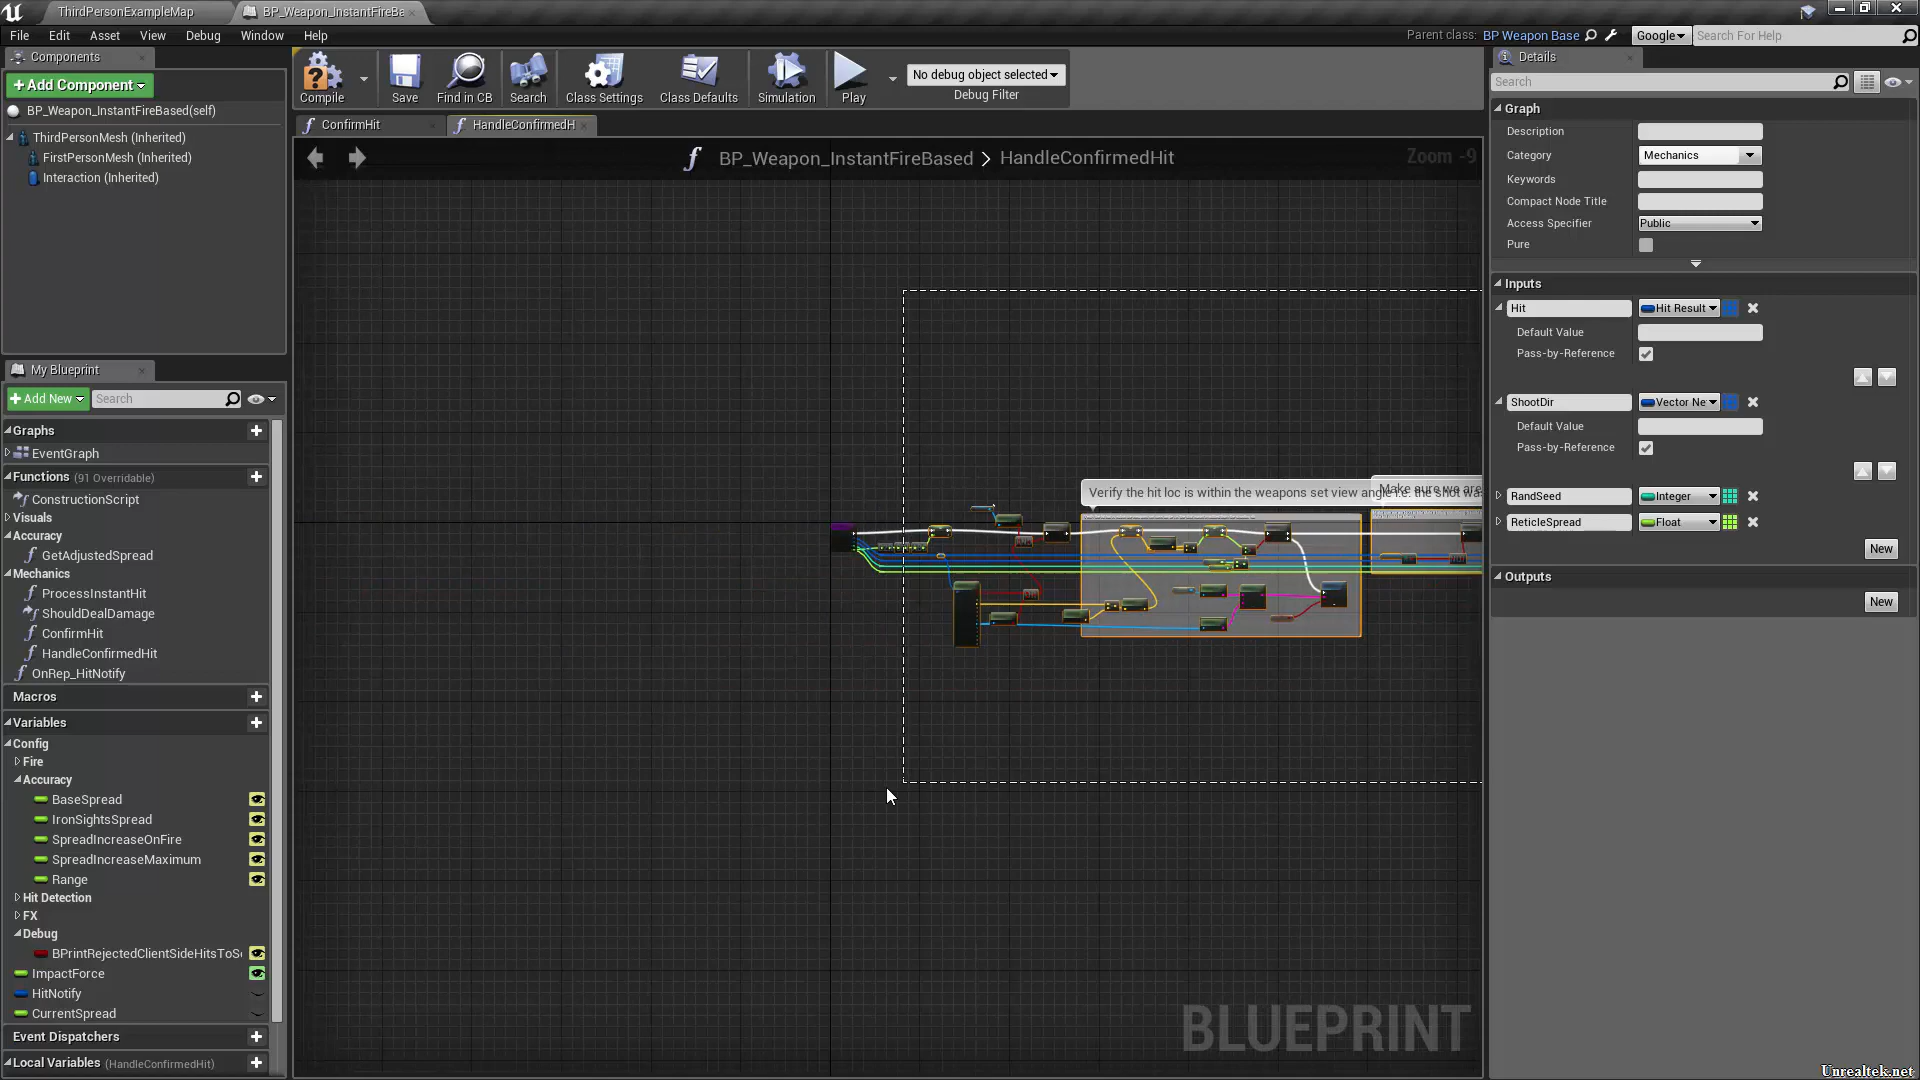 ThirdPersonExampleMap
BP_Weapon_InstantFireBa
File Edit Asset View Debug Window Help
Parent class: BP Weapon Base
Google
Search For Help
Components
+Add Component
BP_Weapon_InstantFireBased(self)
ThirdPersonMesh (Inherited)
FirstPersonMesh (Inherited)
Interaction (Inherited)
Compile
Save
Find in CB
Search
Class Settings
Class Defaults
Simulation
Play
No debug object selected
Debug Filter
ConfirmHit
HandleConfirmedH
BP_Weapon_InstantFireBased > HandleConfirmedHit
Zoom -9
Verify the hit loc is within the weapons set view angle i.e. the shot was
Make sure we are
BLUEPRINT
My Blueprint
+Add New
Search
Graphs
EventGraph
Functions (91 Overridable)
ConstructionScript
Visuals
Accuracy
GetAdjustedSpread
Mechanics
ProcessInstantHit
ShouldDealDamage
ConfirmHit
HandleConfirmedHit
OnRep_HitNotify
Macros
Variables
Config
Fire
Accuracy
BaseSpread
IronSightsSpread
SpreadIncreaseOnFire
SpreadIncreaseMaximum
Range
Hit Detection
FX
Debug
BPrintRejectedClientSideHitsToS
ImpactForce
HitNotify
CurrentSpread
Event Dispatchers
Local Variables (HandleConfirmedHit)
Details
Search
Graph
Description
Category Mechanics
Keywords
Compact Node Title
Access Specifier Public
Pure
Inputs
Hit Hit Result
Default Value
Pass-by-Reference
ShootDir Vector Ne
Default Value
Pass-by-Reference
RandSeed Integer
ReticleSpread Float
New
Outputs
New
Unrealtek.net